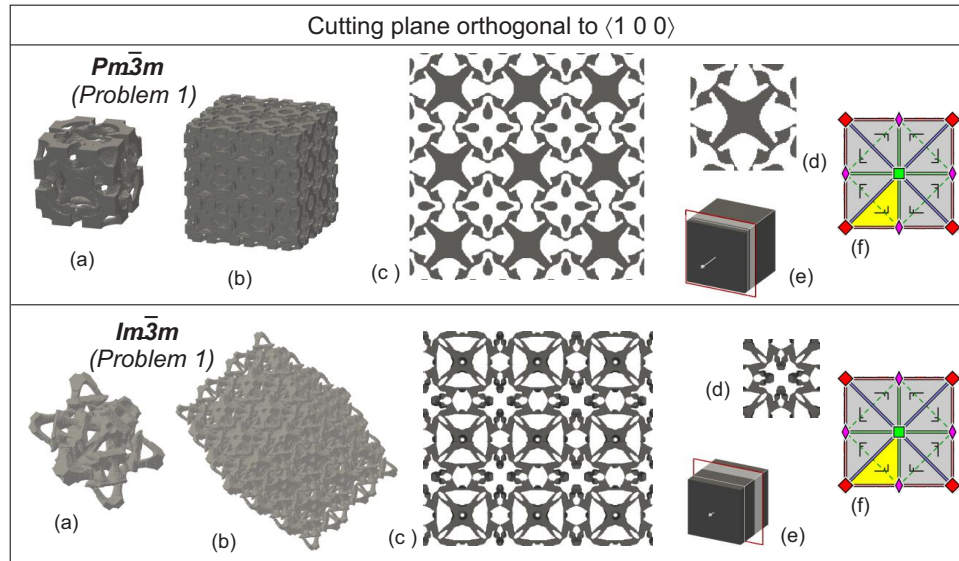 Cutting plane orthogonal to ⟨1 0 0⟩
Pm3̅m
(Problem 1)
(a)
(b)
(c )
(d)
(e)
(f)
Im3̅m
(Problem 1)
(a)
(b)
(c )
(d)
(e)
(f)